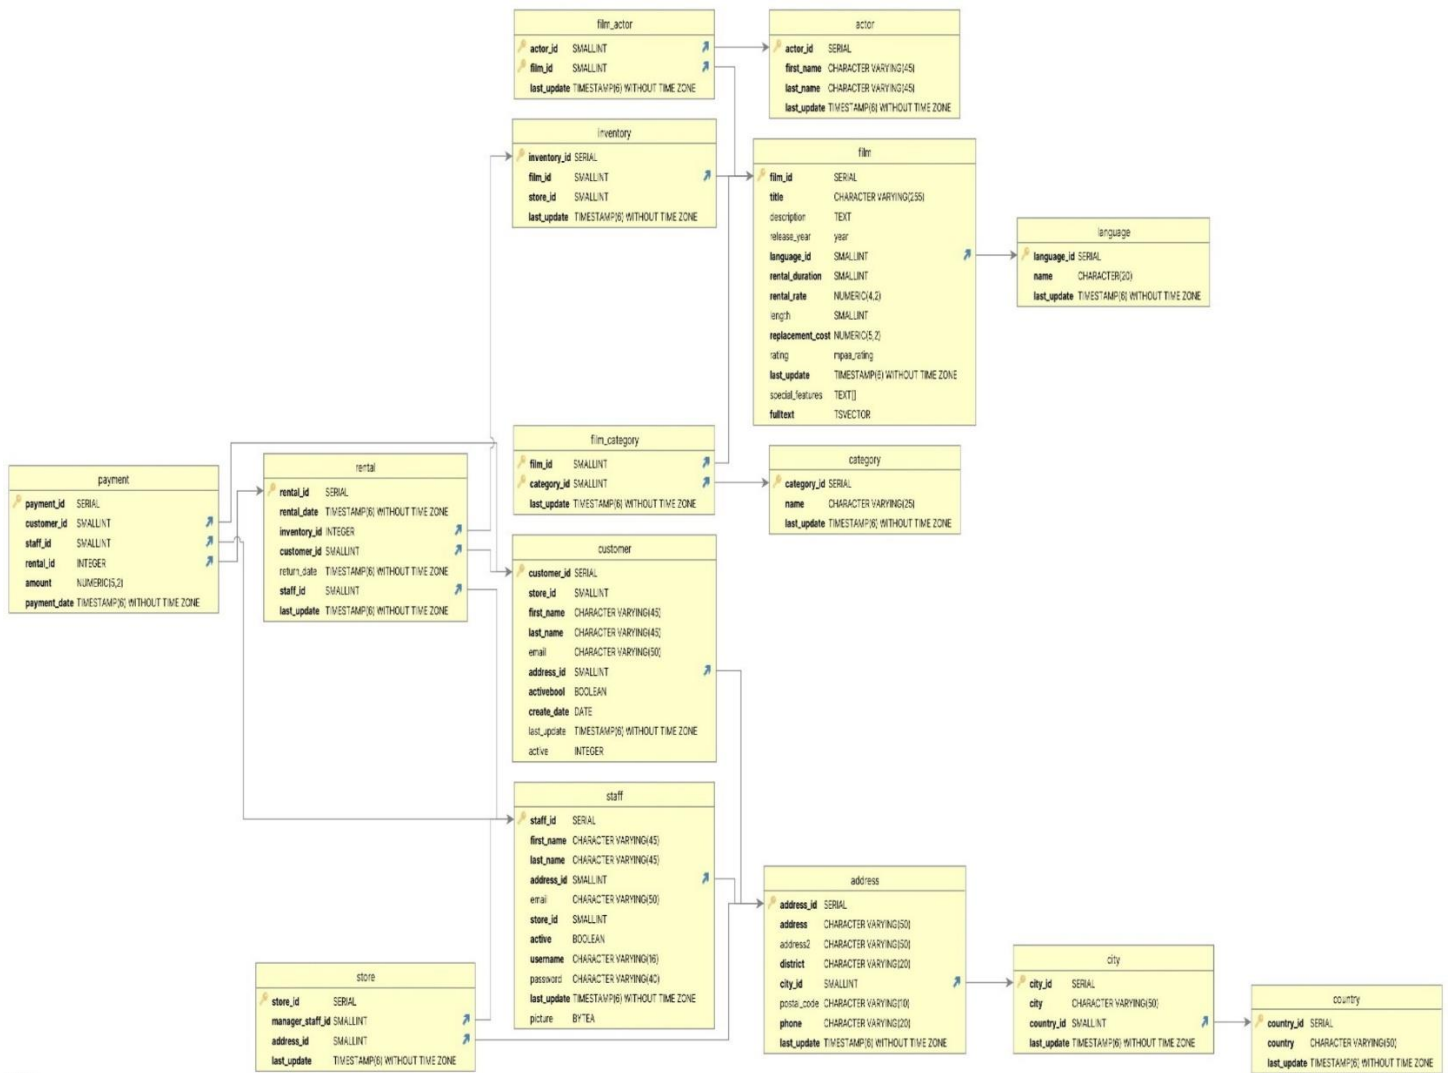 film_actor
actor_id SMALLINT
film_id SMALLINT
last_update TIMESTAMP(6) WITHOUT TIME ZONE
actor
actor_id SERIAL
first_name CHARACTER VARYING(45)
last_name CHARACTER VARYING(45)
last_update TIMESTAMP(6) WITHOUT TIME ZONE
inventory
inventory_id SERIAL
film_id SMALLINT
store_id SMALLINT
last_update TIMESTAMP(6) WITHOUT TIME ZONE
film
film_id SERIAL
title CHARACTER VARYING(255)
description TEXT
release_year year
language_id SMALLINT
rental_duration SMALLINT
rental_rate NUMERIC(4,2)
length SMALLINT
replacement_cost NUMERIC(5,2)
rating mpaa_rating
last_update TIMESTAMP(6) WITHOUT TIME ZONE
special_features TEXT[]
fulltext TSVECTOR
language
language_id SERIAL
name CHARACTER(20)
last_update TIMESTAMP(6) WITHOUT TIME ZONE
film_category
film_id SMALLINT
category_id SMALLINT
last_update TIMESTAMP(6) WITHOUT TIME ZONE
category
category_id SERIAL
name CHARACTER VARYING(25)
last_update TIMESTAMP(6) WITHOUT TIME ZONE
payment
payment_id SERIAL
customer_id SMALLINT
staff_id SMALLINT
rental_id INTEGER
amount NUMERIC(5,2)
payment_date TIMESTAMP(6) WITHOUT TIME ZONE
rental
rental_id SERIAL
rental_date TIMESTAMP(6) WITHOUT TIME ZONE
inventory_id INTEGER
customer_id SMALLINT
return_date TIMESTAMP(6) WITHOUT TIME ZONE
staff_id SMALLINT
last_update TIMESTAMP(6) WITHOUT TIME ZONE
customer
customer_id SERIAL
store_id SMALLINT
first_name CHARACTER VARYING(45)
last_name CHARACTER VARYING(45)
email CHARACTER VARYING(50)
address_id SMALLINT
activebool BOOLEAN
create_date DATE
last_update TIMESTAMP(6) WITHOUT TIME ZONE
active INTEGER
staff
staff_id SERIAL
first_name CHARACTER VARYING(45)
last_name CHARACTER VARYING(45)
address_id SMALLINT
email CHARACTER VARYING(50)
store_id SMALLINT
active BOOLEAN
username CHARACTER VARYING(16)
password CHARACTER VARYING(40)
last_update TIMESTAMP(6) WITHOUT TIME ZONE
picture BYTEA
store
store_id SERIAL
manager_staff_id SMALLINT
address_id SMALLINT
last_update TIMESTAMP(6) WITHOUT TIME ZONE
address
address_id SERIAL
address CHARACTER VARYING(50)
address2 CHARACTER VARYING(50)
district CHARACTER VARYING(20)
city_id SMALLINT
postal_code CHARACTER VARYING(10)
phone CHARACTER VARYING(20)
last_update TIMESTAMP(6) WITHOUT TIME ZONE
city
city_id SERIAL
city CHARACTER VARYING(50)
country_id SMALLINT
last_update TIMESTAMP(6) WITHOUT TIME ZONE
country
country_id SERIAL
country CHARACTER VARYING(50)
last_update TIMESTAMP(6) WITHOUT TIME ZONE